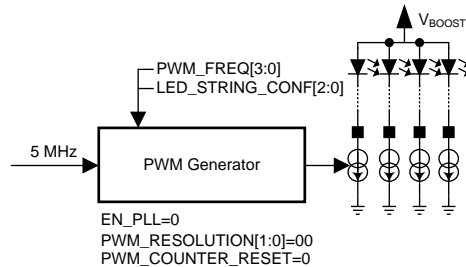 VBOOST
PWM_FREQ[3:0]
LED_STRING_CONF[2:0]
5 MHz
PWM Generator
EN_PLL=0
PWM_RESOLUTION[1:0]=00
PWM_COUNTER_RESET=0